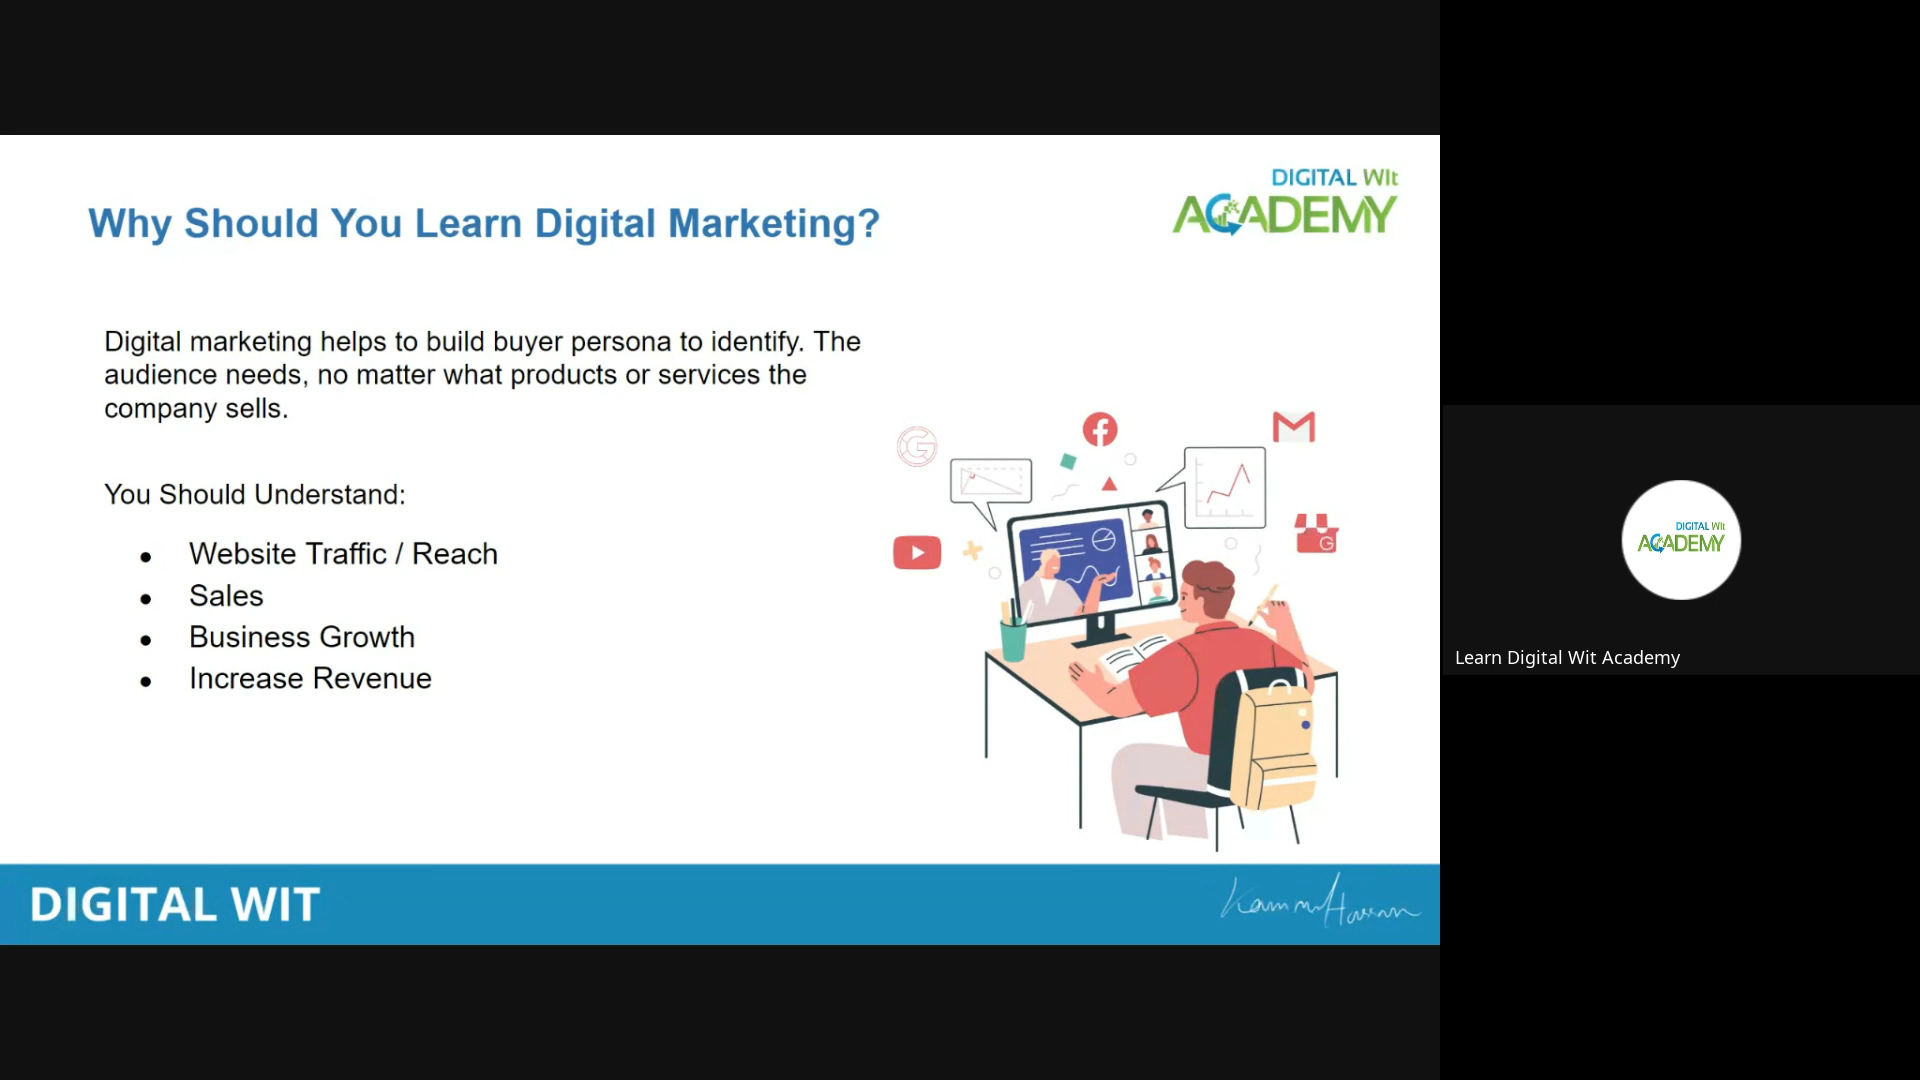 DIGITAL WIt
ACADEMY
Why Should You Learn Digital Marketing?
Digital marketing helps to build buyer persona to identify. The
audience needs, no matter what products or services the
company sells.
You Should Understand:
● Website Traffic / Reach
● Sales
● Business Growth
● Increase Revenue
DIGITAL WIT
DIGITAL WIt
ACADEMY
Learn Digital Wit Academy